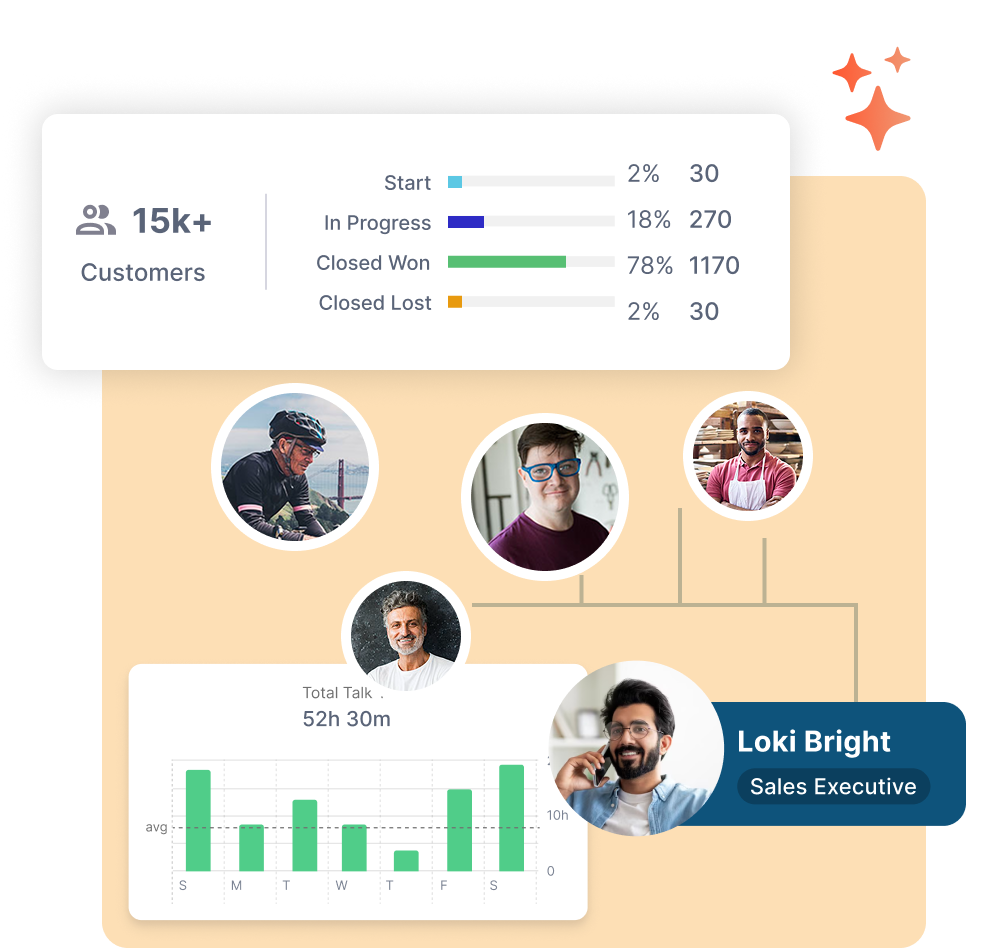 15k+
Customers
Start 2% 30
In Progress 18% 270
Closed Won 78% 1170
Closed Lost 2% 30
Total Talk
52h 30m
avg
10h
0
S M T W T F S
Loki Bright
Sales Executive